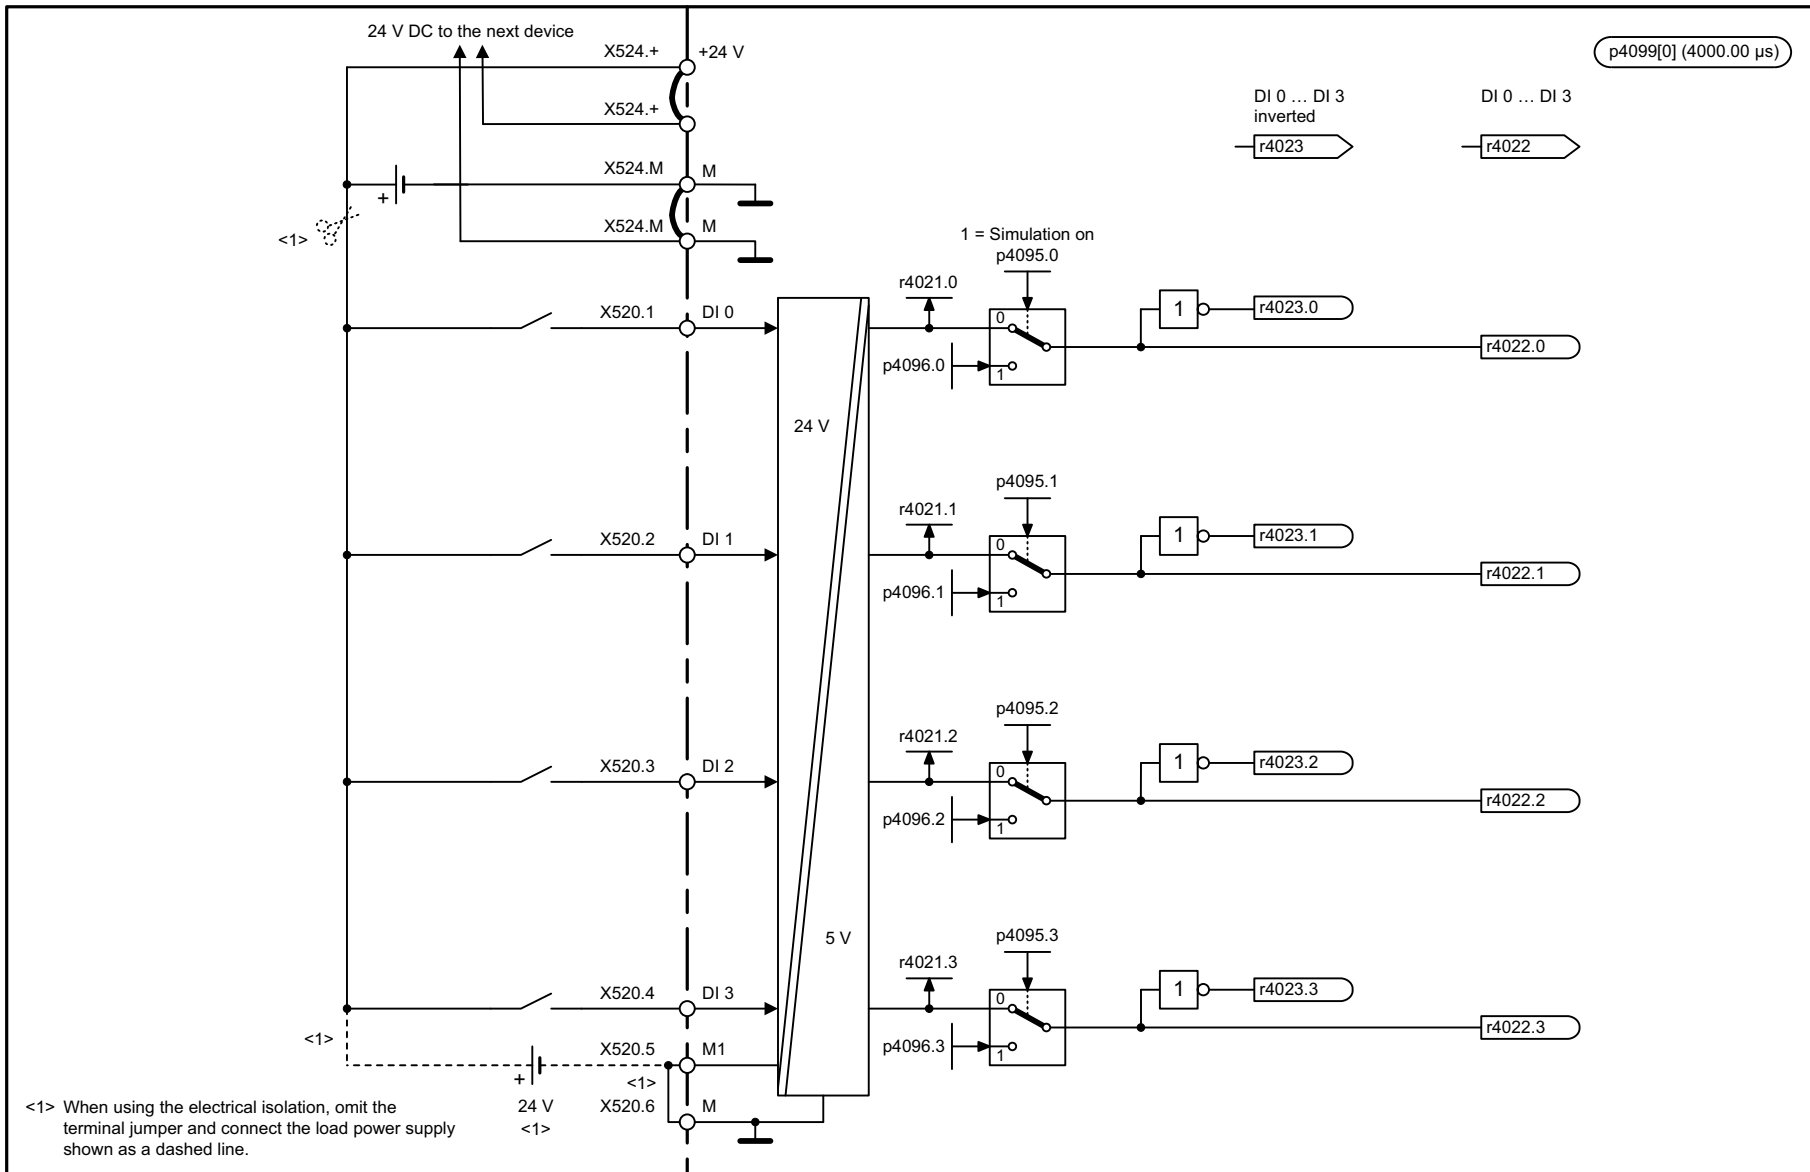 24 V DC to the next device
X524.+
+24 V
p4099[0] (4000.00 µs)
X524.+
DI 0 … DI 3
inverted
DI 0 … DI 3
r4023
r4022
X524.M
M
+
<1>
X524.M
M
1 = Simulation on
p4095.0
r4021.0
X520.1
DI 0
0
1
r4023.0
r4022.0
p4096.0
1
24 V
p4095.1
r4021.1
X520.2
DI 1
0
1
r4023.1
r4022.1
p4096.1
1
p4095.2
r4021.2
X520.3
DI 2
0
1
r4023.2
r4022.2
p4096.2
1
5 V
p4095.3
r4021.3
X520.4
DI 3
0
1
r4023.3
r4022.3
p4096.3
1
<1>
X520.5
M1
+
<1>
24 V
<1>
X520.6
M
<1> When using the electrical isolation, omit the
terminal jumper and connect the load power supply
shown as a dashed line.